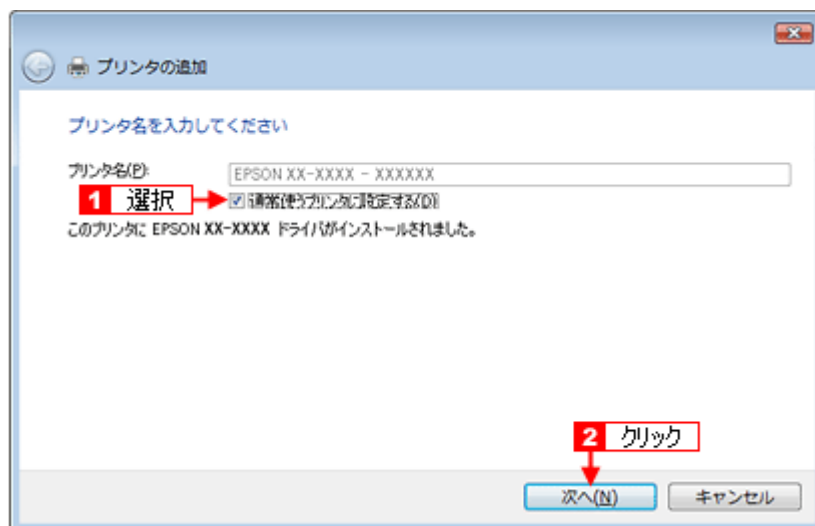 プリンタの追加
プリンタ名を入力してください
プリンタ名(P): EPSON XX-XXXX - XXXXXX
1 選択 通常使うプリンタに設定する(D)
このプリンタに EPSON XX-XXXX ドライバがインストールされました。
2 クリック
次へ(N) キャンセル